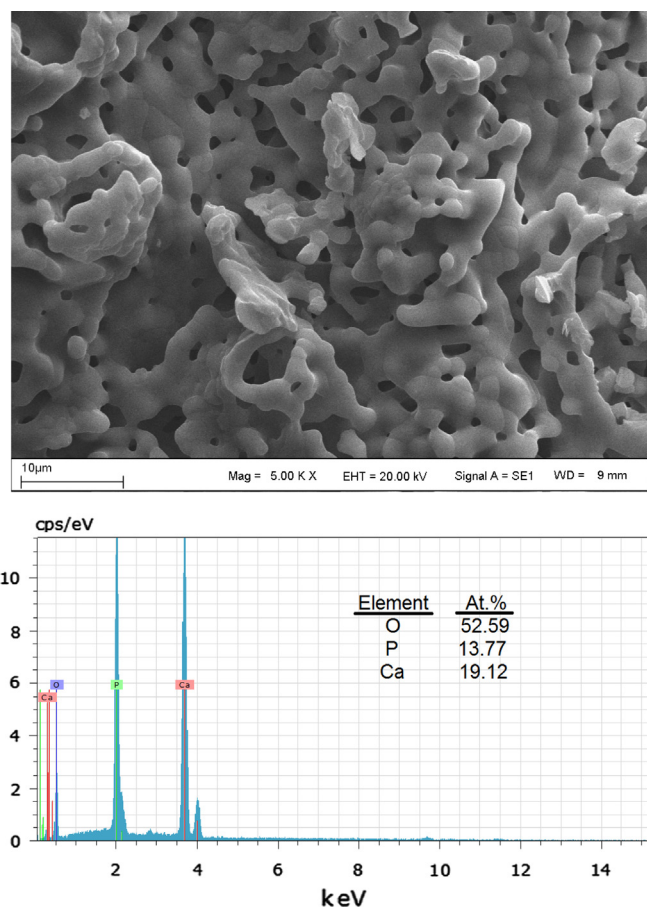 10µm
Mag = 5.00 K X EHT = 20.00 kV Signal A = SE1 WD = 9 mm
cps/eV
10
8
6
4
2
0
Element At.%
O 52.59
P 13.77
Ca 19.12
Ca O P Ca
2 4 6 8 10 12 14
keV